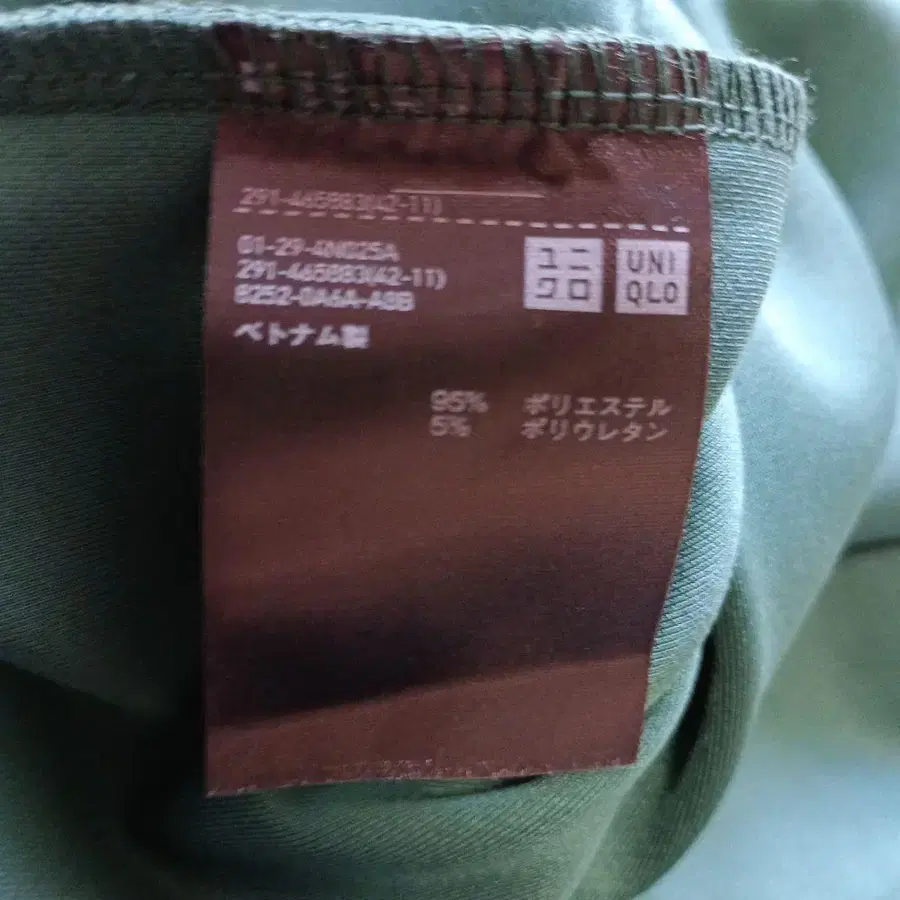 291-465883(42-11)
01-29-4N025A
291-465883(42-11)
8252-0A6A-A8B
ベトナム製
ユニ
クロ
UNI
QLO
95% ポリエステル
5% ポリウレタン